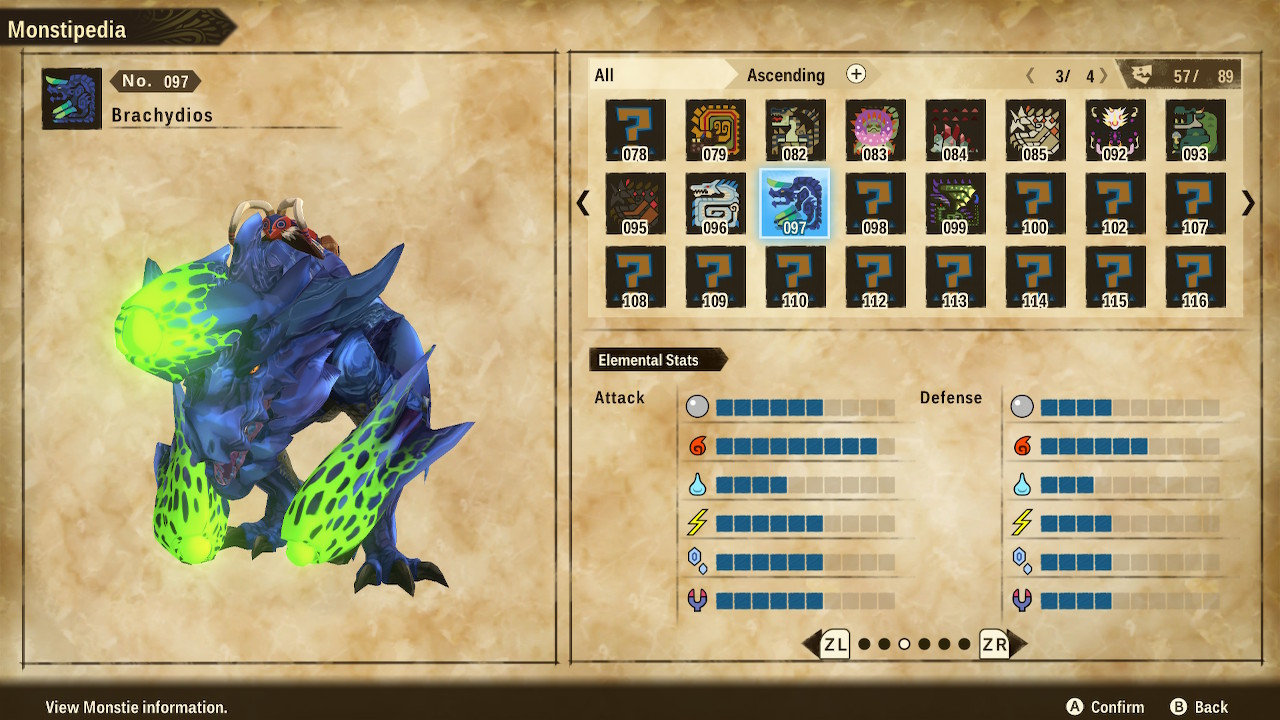 Monstipedia
No. 097
Brachydios
All
Ascending
3/ 4
57/ 89
078 079 082 083 084 085 092 093
095 096 097 098 099 100 102 107
108 109 110 112 113 114 115 116
Elemental Stats
Attack
Defense
ZL
ZR
View Monstie information.
A Confirm
B Back